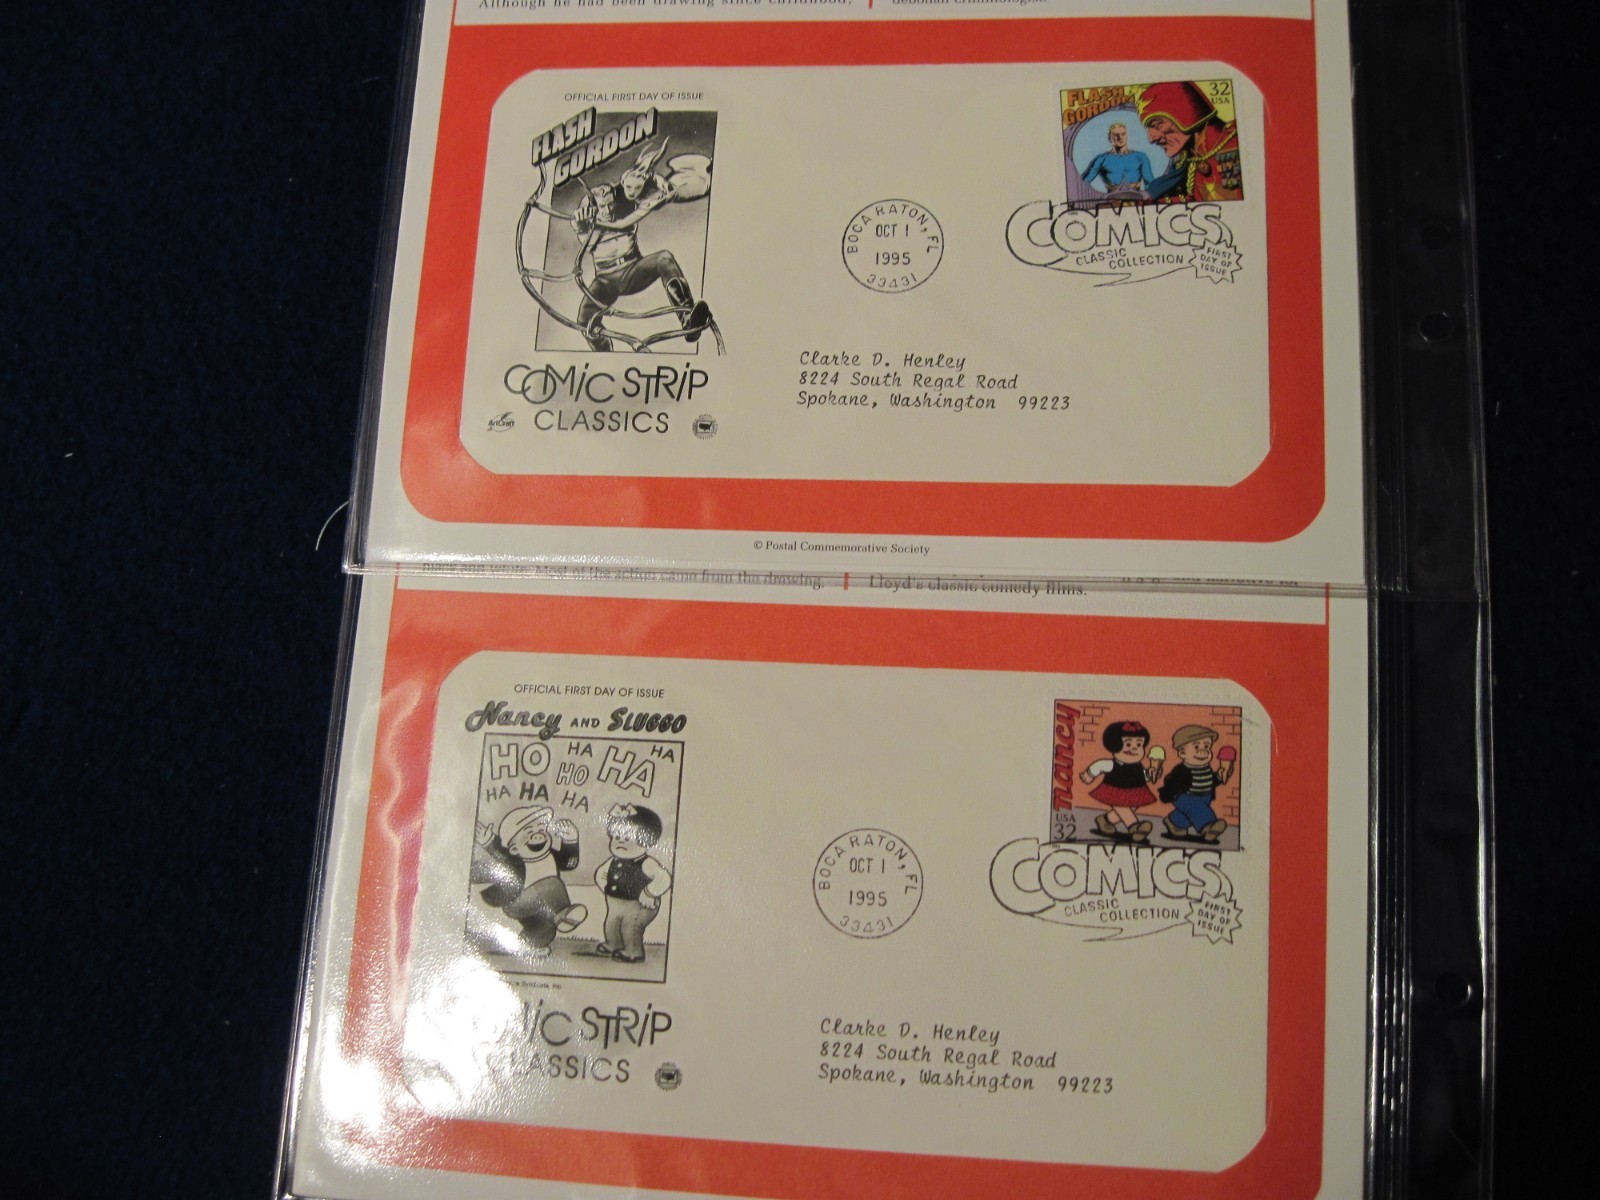 Although he had been drawing since childhood,
OFFICIAL FIRST DAY OF ISSUE
FLASH
GORDON
COMIC STRIP
CLASSICS
ArtCraft
FLASH
GORDON
32
USA
BOCA RATON, FL
OCT 1
1995
33431
COMICS
CLASSIC
COLLECTION
FIRST
DAY OF
ISSUE
Clarke D. Henley
8224 South Regal Road
Spokane, Washington 99223
© Postal Commemorative Society
black and white. Most of the action came from the drawing,
Lloyd's classic comedy films.
OFFICIAL FIRST DAY OF ISSUE
Nancy AND SLUGGO
HO HA HO HA HA
HA HA HA
STRIP
CLASSICS
nancy
USA
32
BOCA RATON, FL
OCT 1
1995
33431
COMICS
CLASSIC
COLLECTION
FIRST
DAY OF
ISSUE
Clarke D. Henley
8224 South Regal Road
Spokane, Washington 99223